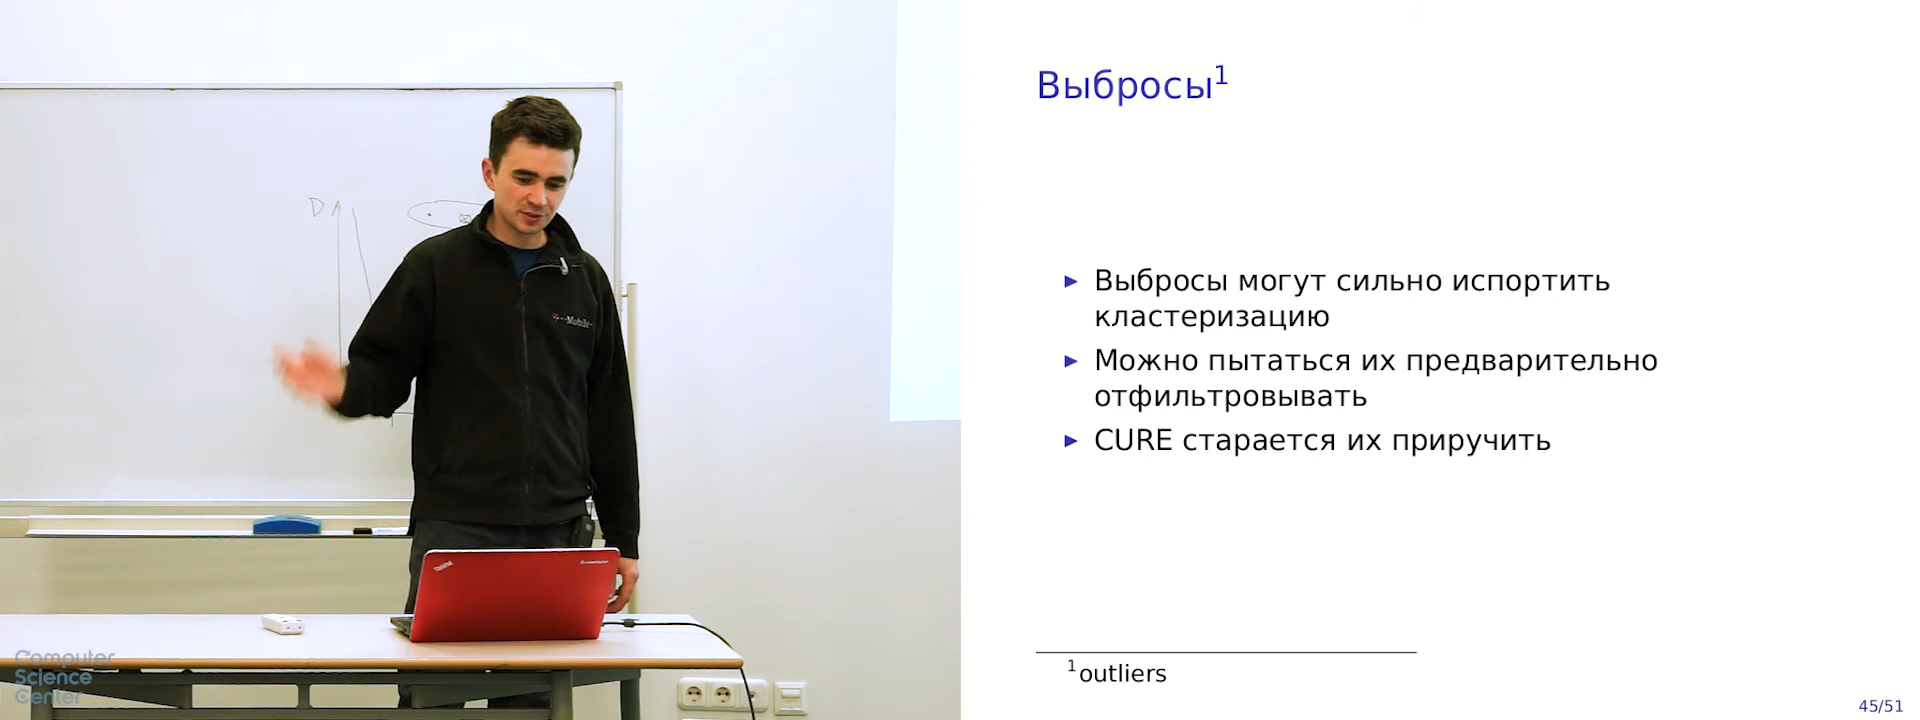 D
T
Mobile
ThinkPad
Computer
Science
Center
Выбросы¹
▶ Выбросы могут сильно испортить
кластеризацию
▶ Можно пытаться их предварительно
отфильтровывать
▶ CURE старается их приручить
¹outliers
45/51